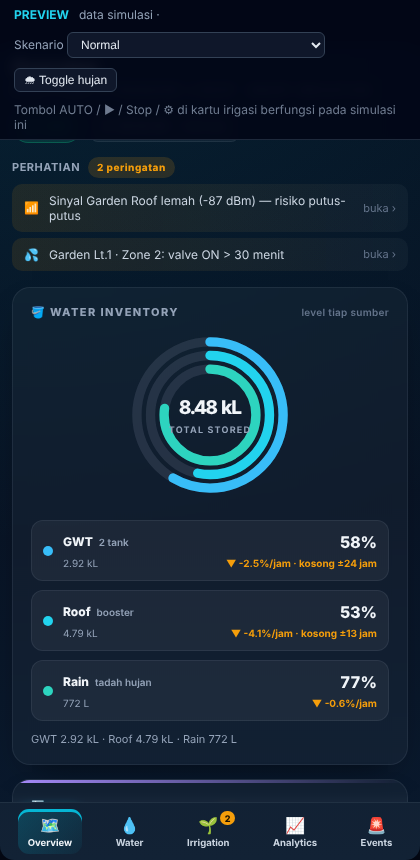 PREVIEW data simulasi ·
Skenario Normal
🌧 Toggle hujan
Tombol AUTO / ▶ / Stop / ⚙ di kartu irigasi berfungsi pada simulasi
ini
PERHATIAN 2 peringatan
Sinyal Garden Roof lemah (-87 dBm) — risiko putus-
putus
buka ›
Garden Lt.1 · Zone 2: valve ON > 30 menit buka ›
WATER INVENTORY level tiap sumber
8.48 kL
TOTAL STORED
GWT 2 tank 58%
2.92 kL ▼ -2.5%/jam · kosong ±24 jam
Roof booster 53%
4.79 kL ▼ -4.1%/jam · kosong ±13 jam
Rain tadah hujan 77%
772 L ▼ -0.6%/jam
GWT 2.92 kL · Roof 4.79 kL · Rain 772 L
2
Overview Water Irrigation Analytics Events